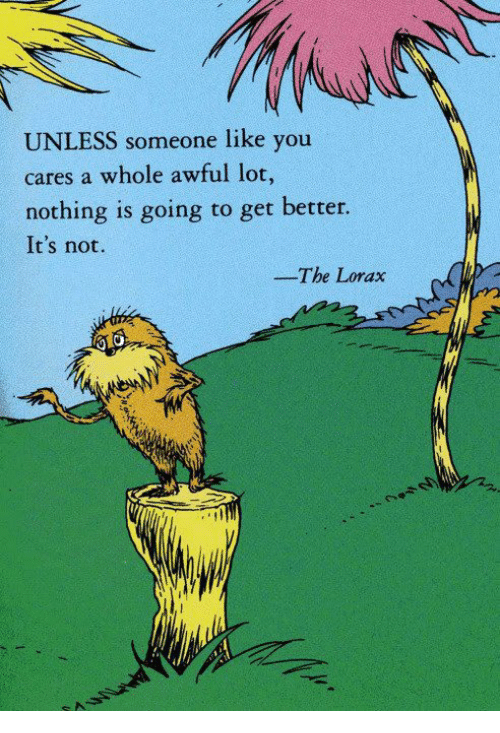 UNLESS someone like you
cares a whole awful lot,
nothing is going to get better.
It's not.
—The Lorax